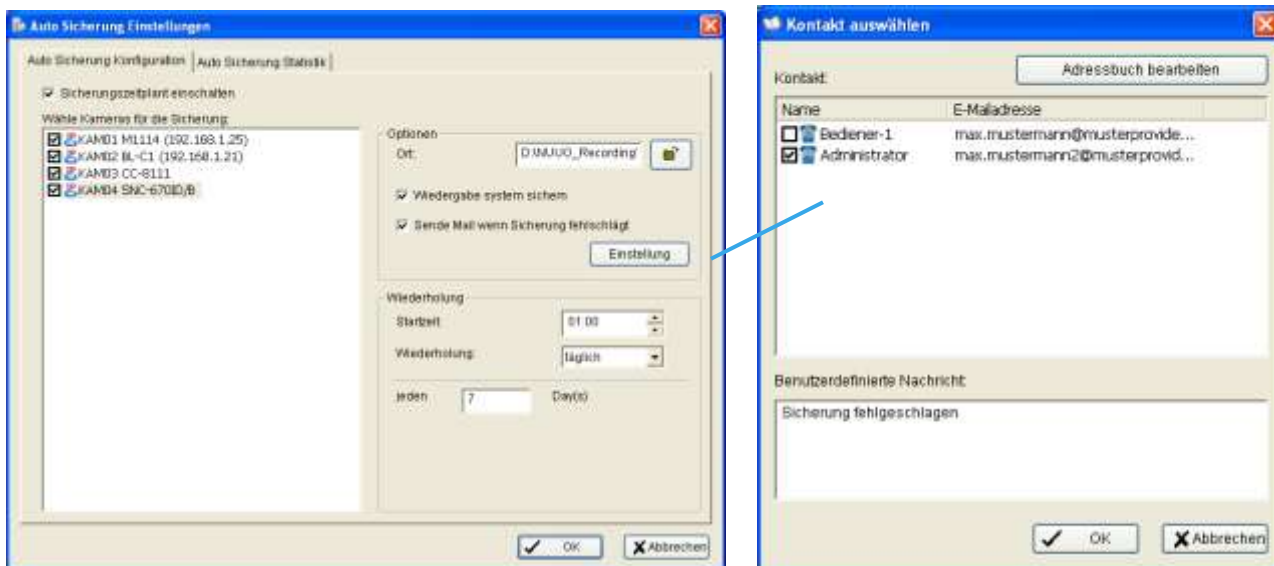 Auto Sicherung Einstellungen
Auto Sicherung Konfiguration
Auto Sicherung Statistik
Sicherungszeitplant einschalten
Wähle Kameras für die Sicherung:
KAM01 M1114 (192.168.1.25)
KAM02 BL-C1 (192.168.1.21)
KAM03 CC-8111
KAM04 SNC-670ID/B
Optionen
Ort:
D:\NUUO_Recording\
Wiedergabe system sichern
Sende Mail wenn Sicherung fehlschlägt
Einstellung
Wiederholung
Startzeit
01:00
Wiederholung:
täglich
jeden
7
Day(s)
OK
Abbrechen
Kontakt auswählen
Kontakt:
Adressbuch bearbeiten
Name
E-Mailadresse
Bediener-1
max.mustermann@musterprovide...
Administrator
max.mustermann2@musterprovid...
Benutzerdefinierte Nachricht:
Sicherung fehlgeschlagen
OK
Abbrechen